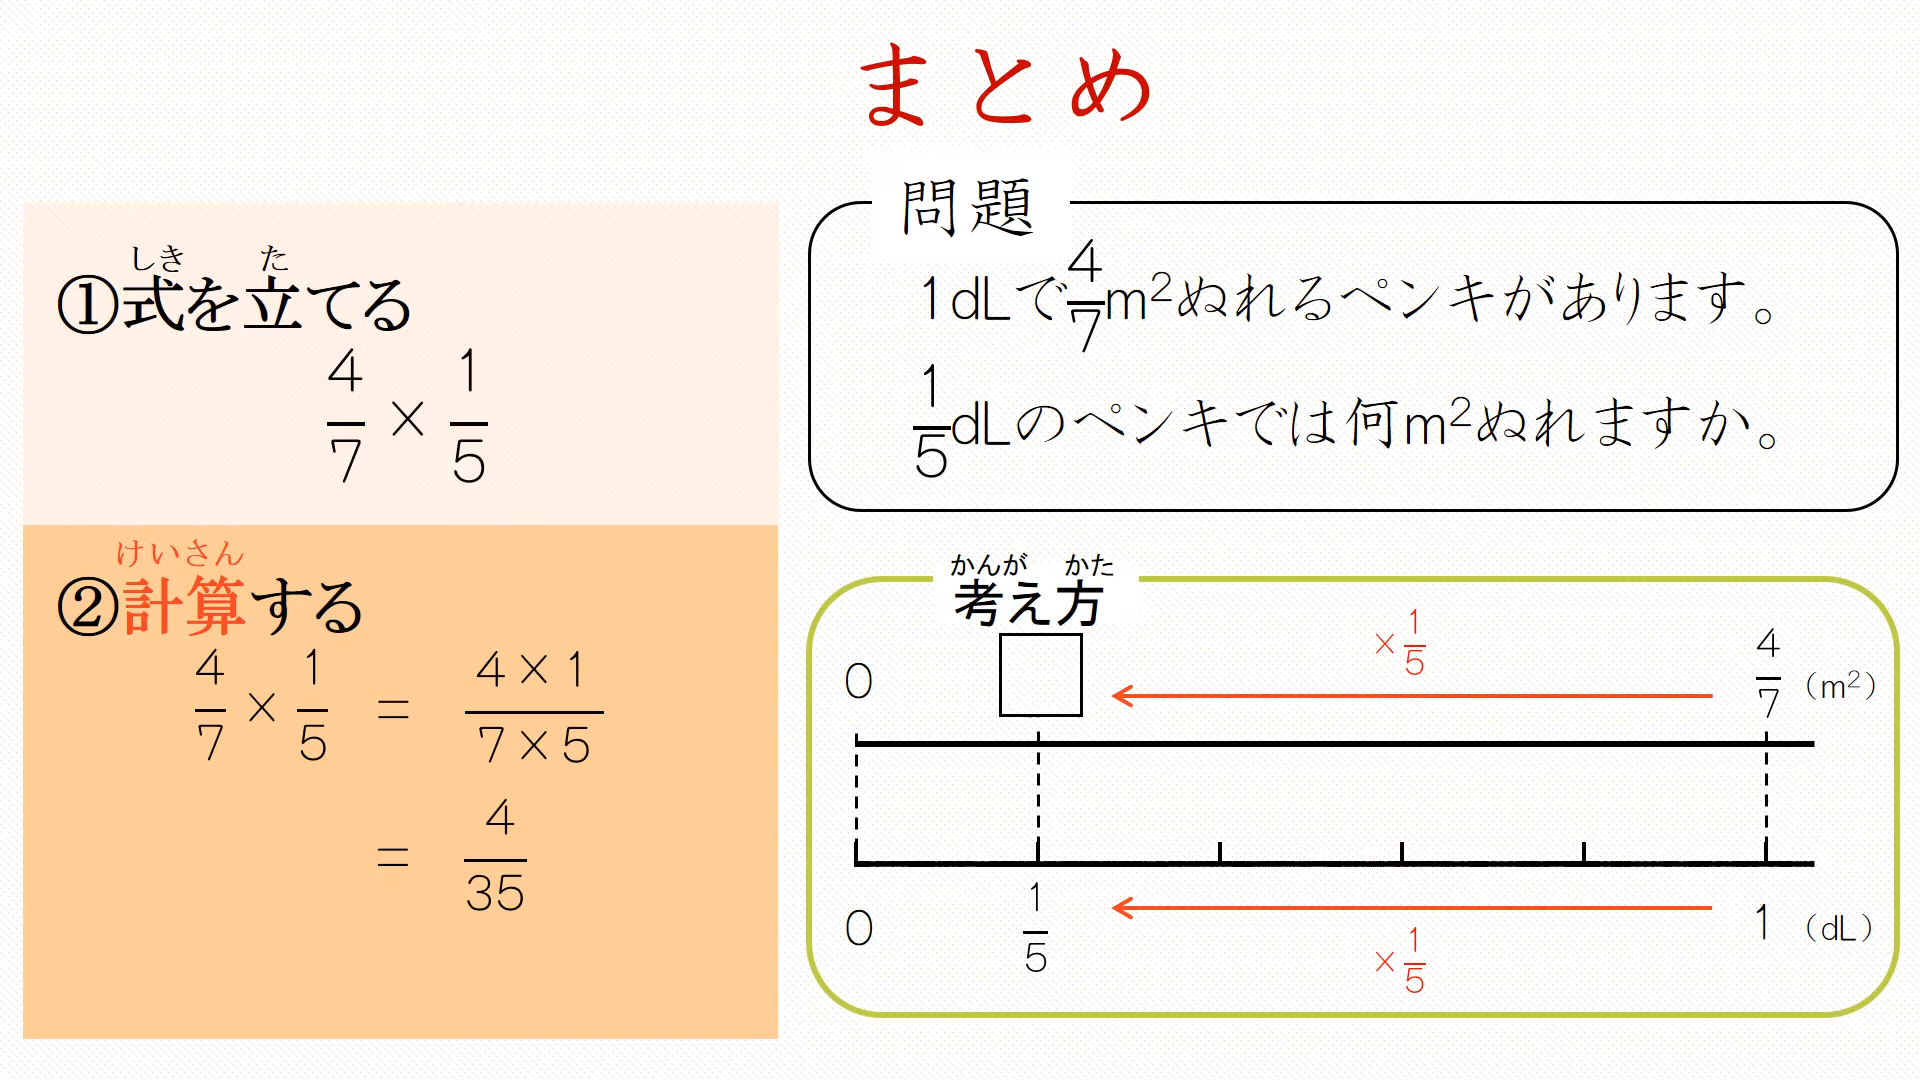 まとめ
①式を立てる
しき た
4/7 × 1/5
②計算する
けいさん
4/7 × 1/5 = 4×1/7×5
= 4/35
問題
1dLで4/7m²ぬれるペンキがあります。
1/5dLのペンキでは何m²ぬれますか。
かんが かた
考え方
×1/5
0 □ 4/7 (m²)
0 1/5 1 (dL)
×1/5